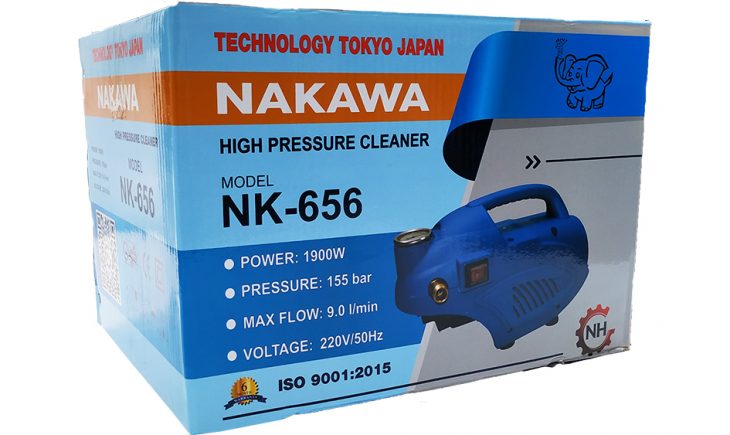 TECHNOLOGY TOKYO JAPAN
NAKAWA
HIGH PRESSURE CLEANER
MODEL
NK-656
POWER: 1900W
PRESSURE: 155 bar
MAX FLOW: 9.0 l/min
VOLTAGE: 220V/50Hz
6
ISO 9001:2015
NH
TECHNOLOGY TOKYO JAPAN
NAKAWA
HIGH PRESSURE CLEANER
MODEL
NK-656